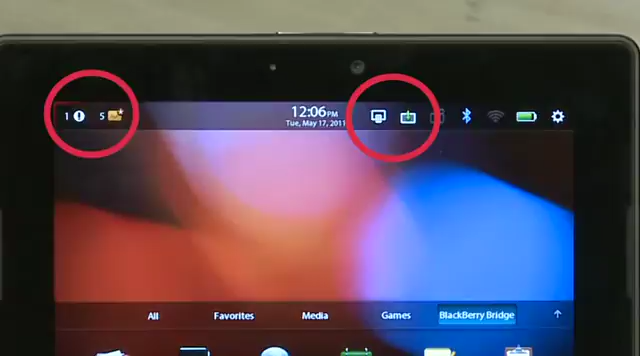 1 5
12:06PM
Tue, May 17, 2011
All Favorites Media Games BlackBerry Bridge